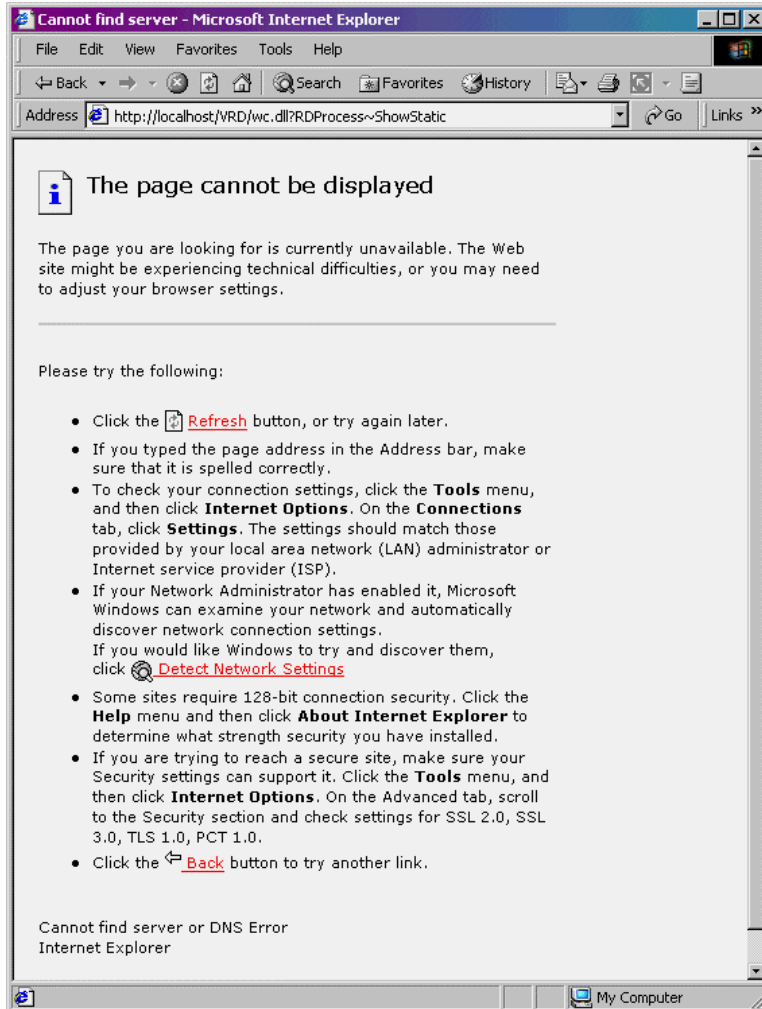 Cannot find server - Microsoft Internet Explorer
File Edit View Favorites Tools Help
Back Search Favorites History
Address http://localhost/VRD/wc.dll?RDProcess~ShowStatic Go Links »
The page cannot be displayed
The page you are looking for is currently unavailable. The Web
site might be experiencing technical difficulties, or you may need
to adjust your browser settings.
Please try the following:
• Click the Refresh button, or try again later.
• If you typed the page address in the Address bar, make
sure that it is spelled correctly.
• To check your connection settings, click the Tools menu,
and then click Internet Options. On the Connections
tab, click Settings. The settings should match those
provided by your local area network (LAN) administrator or
Internet service provider (ISP).
• If your Network Administrator has enabled it, Microsoft
Windows can examine your network and automatically
discover network connection settings.
If you would like Windows to try and discover them,
click Detect Network Settings
• Some sites require 128-bit connection security. Click the
Help menu and then click About Internet Explorer to
determine what strength security you have installed.
• If you are trying to reach a secure site, make sure your
Security settings can support it. Click the Tools menu, and
then click Internet Options. On the Advanced tab, scroll
to the Security section and check settings for SSL 2.0, SSL
3.0, TLS 1.0, PCT 1.0.
• Click the Back button to try another link.
Cannot find server or DNS Error
Internet Explorer
My Computer